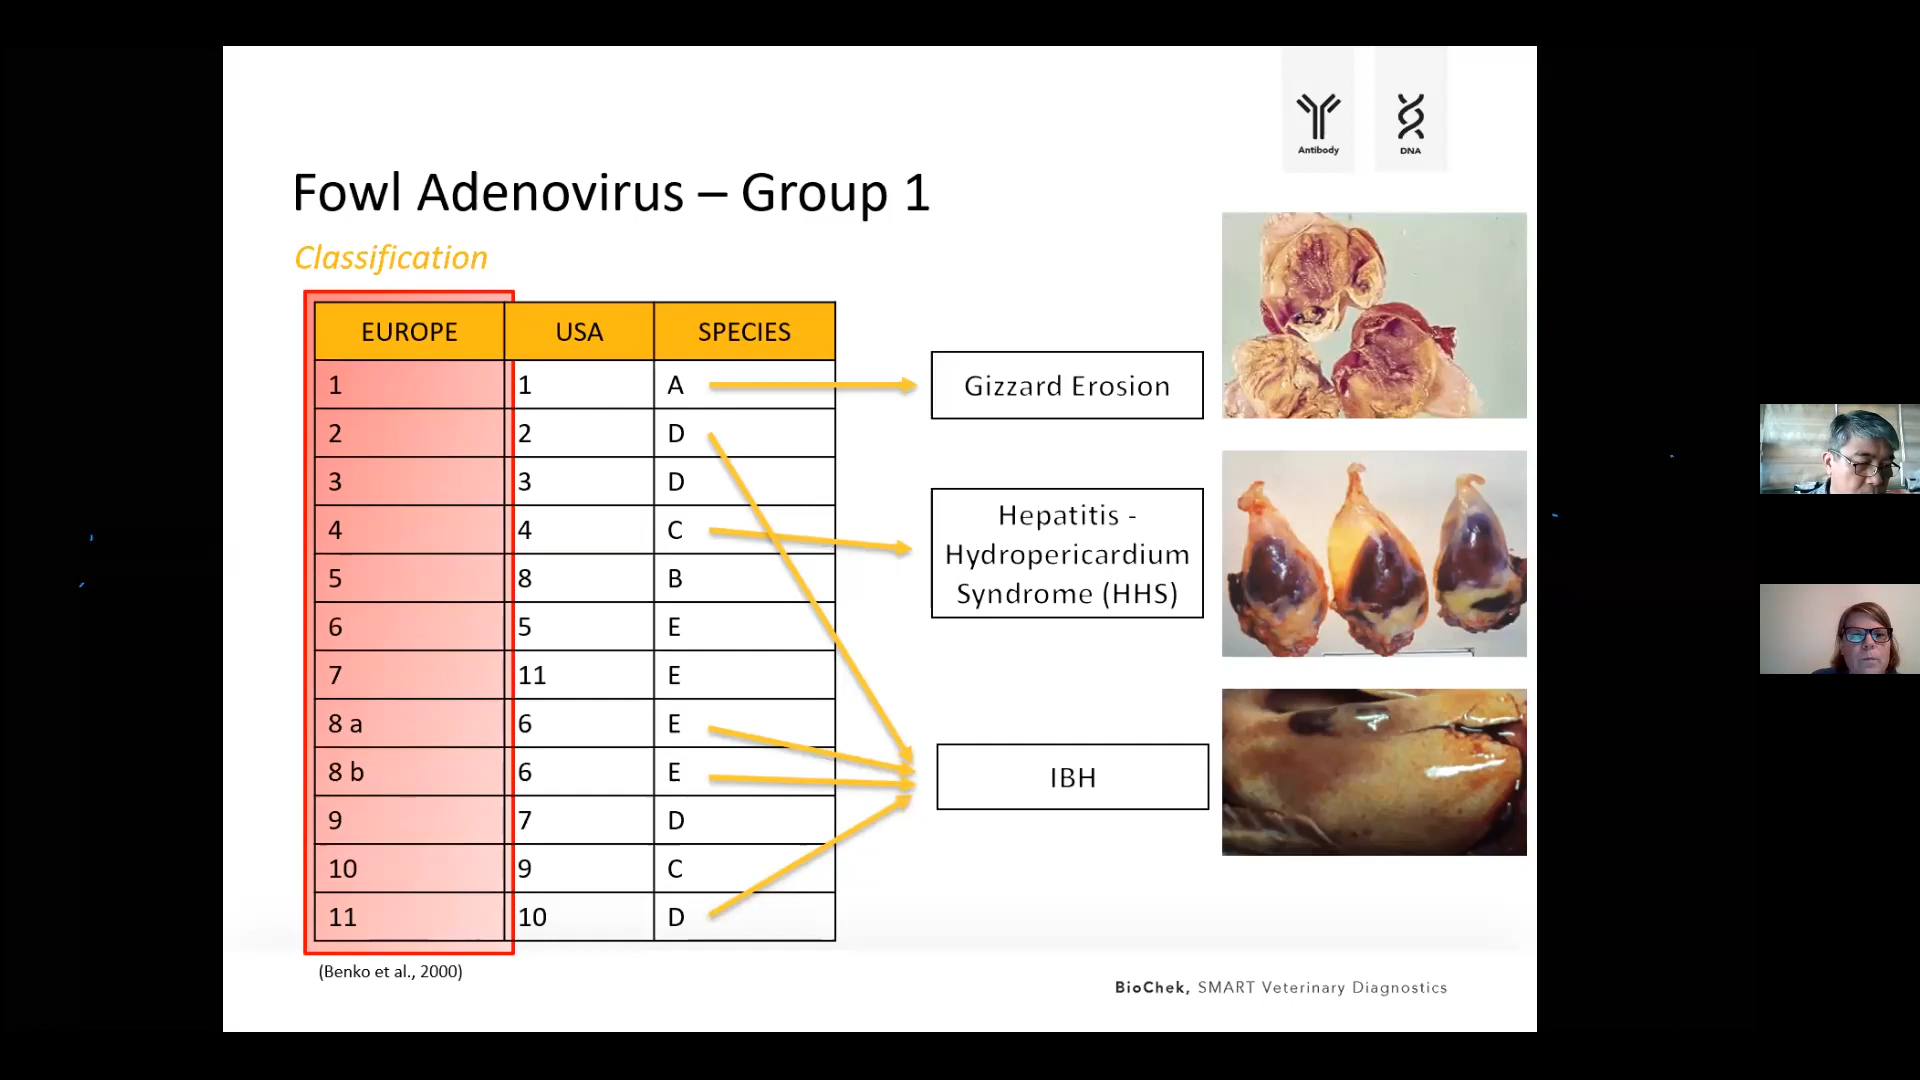 Antibody
DNA
Fowl Adenovirus – Group 1
Classification
EUROPE USA SPECIES
1 1 A
2 2 D
3 3 D
4 4 C
5 8 B
6 5 E
7 11 E
8 a 6 E
8 b 6 E
9 7 D
10 9 C
11 10 D
Gizzard Erosion
Hepatitis -
Hydropericardium
Syndrome (HHS)
IBH
(Benko et al., 2000)
BioChek, SMART Veterinary Diagnostics